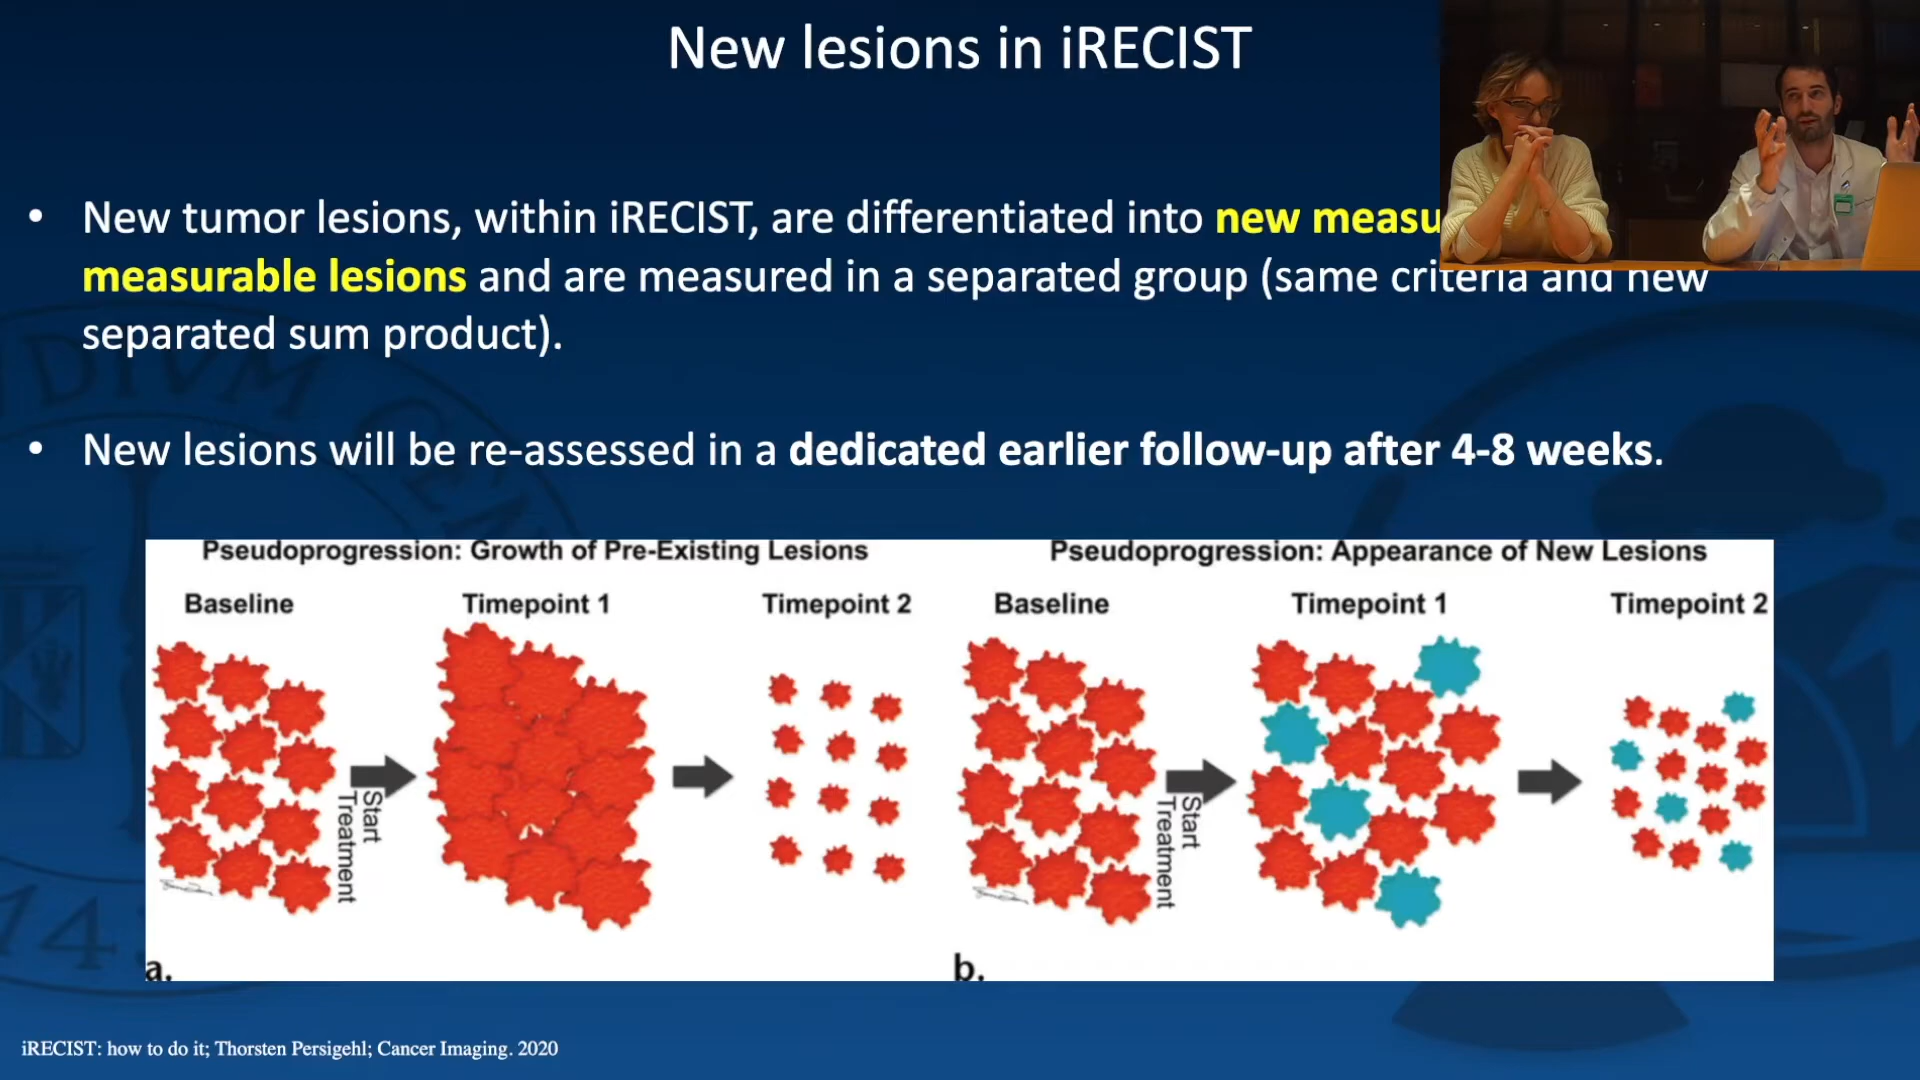 New lesions in iRECIST
• New tumor lesions, within iRECIST, are differentiated into new
measurable lesions and are measured in a separated group (same criteria and new
separated sum product).
• New lesions will be re-assessed in a dedicated earlier follow-up after 4-8 weeks.
Pseudoprogression: Growth of Pre-Existing Lesions
Baseline
Timepoint 1
Timepoint 2
Start
Treatment
a.
Pseudoprogression: Appearance of New Lesions
Baseline
Timepoint 1
Timepoint 2
Start
Treatment
b.
iRECIST: how to do it; Thorsten Persigehl; Cancer Imaging. 2020